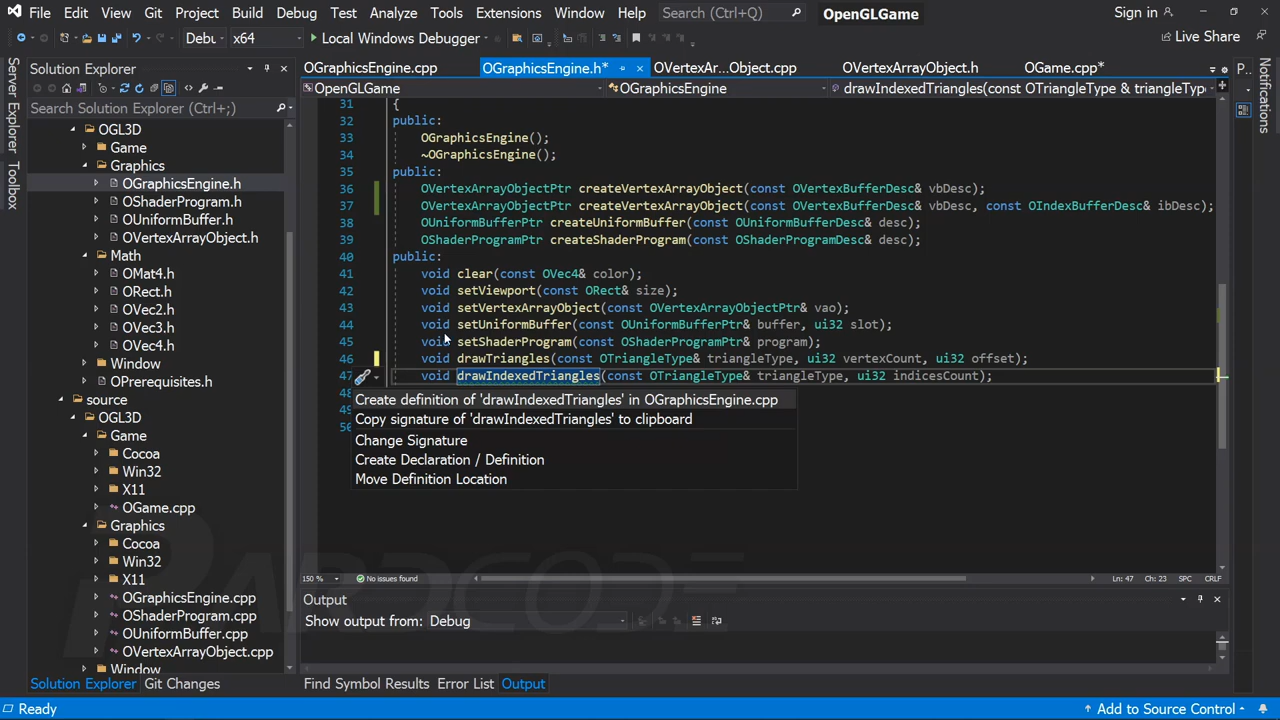 File Edit View Git Project Build Debug Test Analyze Tools Extensions Window Help Search (Ctrl+Q) OpenGLGame Sign in
Debu x64 Local Windows Debugger Live Share
Server Explorer
Toolbox
Solution Explorer
Search Solution Explorer (Ctrl+;)
OGL3D
Game
Graphics
OGraphicsEngine.h
OShaderProgram.h
OUniformBuffer.h
OVertexArrayObject.h
Math
OMat4.h
ORect.h
OVec2.h
OVec3.h
OVec4.h
Window
OPrerequisites.h
source
OGL3D
Game
Cocoa
Win32
X11
OGame.cpp
Graphics
Cocoa
Win32
X11
OGraphicsEngine.cpp
OShaderProgram.cpp
OUniformBuffer.cpp
OVertexArrayObject.cpp
Window
Solution Explorer Git Changes
OGraphicsEngine.cpp OGraphicsEngine.h* OVertexAr...Object.cpp OVertexArrayObject.h OGame.cpp*
OpenGLGame OGraphicsEngine drawIndexedTriangles(const OTriangleType & triangleType
31 {
32 public:
33 OGraphicsEngine();
34 ~OGraphicsEngine();
35 public:
36 OVertexArrayObjectPtr createVertexArrayObject(const OVertexBufferDesc& vbDesc);
37 OVertexArrayObjectPtr createVertexArrayObject(const OVertexBufferDesc& vbDesc, const OIndexBufferDesc& ibDesc);
38 OUniformBufferPtr createUniformBuffer(const OUniformBufferDesc& desc);
39 OShaderProgramPtr createShaderProgram(const OShaderProgramDesc& desc);
40 public:
41 void clear(const OVec4& color);
42 void setViewport(const ORect& size);
43 void setVertexArrayObject(const OVertexArrayObjectPtr& vao);
44 void setUniformBuffer(const OUniformBufferPtr& buffer, ui32 slot);
45 void setShaderProgram(const OShaderProgramPtr& program);
46 void drawTriangles(const OTriangleType& triangleType, ui32 vertexCount, ui32 offset);
47 void drawIndexedTriangles(const OTriangleType& triangleType, ui32 indicesCount);
Create definition of 'drawIndexedTriangles' in OGraphicsEngine.cpp
Copy signature of 'drawIndexedTriangles' to clipboard
Change Signature
Create Declaration / Definition
Move Definition Location
PARDCODE
150 % No issues found Ln: 47 Ch: 23 SPC CRLF
Output
Show output from: Debug
Find Symbol Results Error List Output
P...
Notifications
Ready Add to Source Control